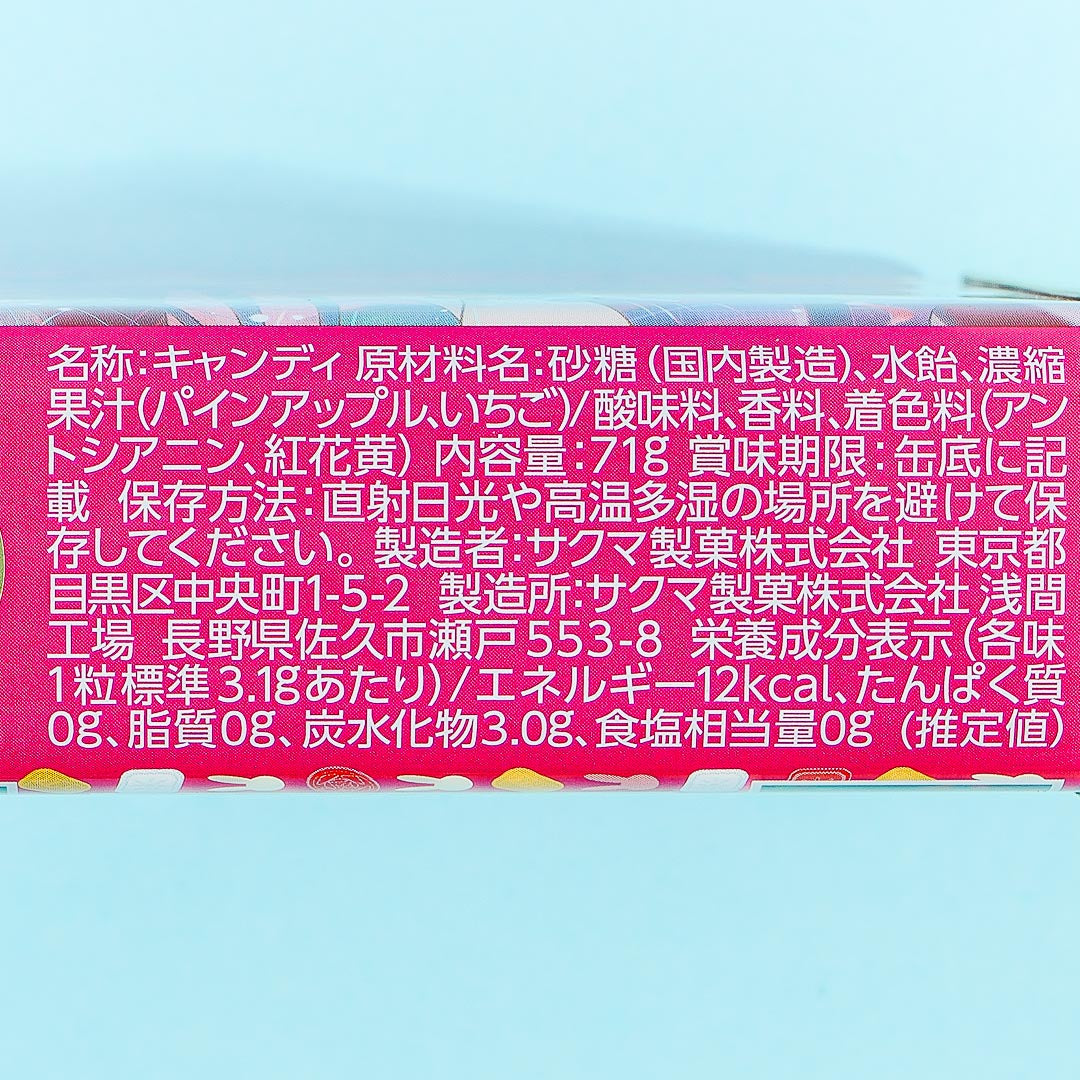 名称：キャンディ 原材料名：砂糖（国内製造）、水飴、濃縮
果汁（パインアップル、いちご）/酸味料、香料、着色料（アン
トシアニン、紅花黄） 内容量：71g 賞味期限：缶底に記
載 保存方法：直射日光や高温多湿の場所を避けて保
存してください。製造者：サクマ製菓株式会社 東京都
目黒区中央町1-5-2 製造所：サクマ製菓株式会社 浅間
工場 長野県佐久市瀬戸553-8 栄養成分表示（各味
1粒標準3.1gあたり）/エネルギー12kcal、たんぱく質
0g、脂質0g、炭水化物3.0g、食塩相当量0g （推定値）